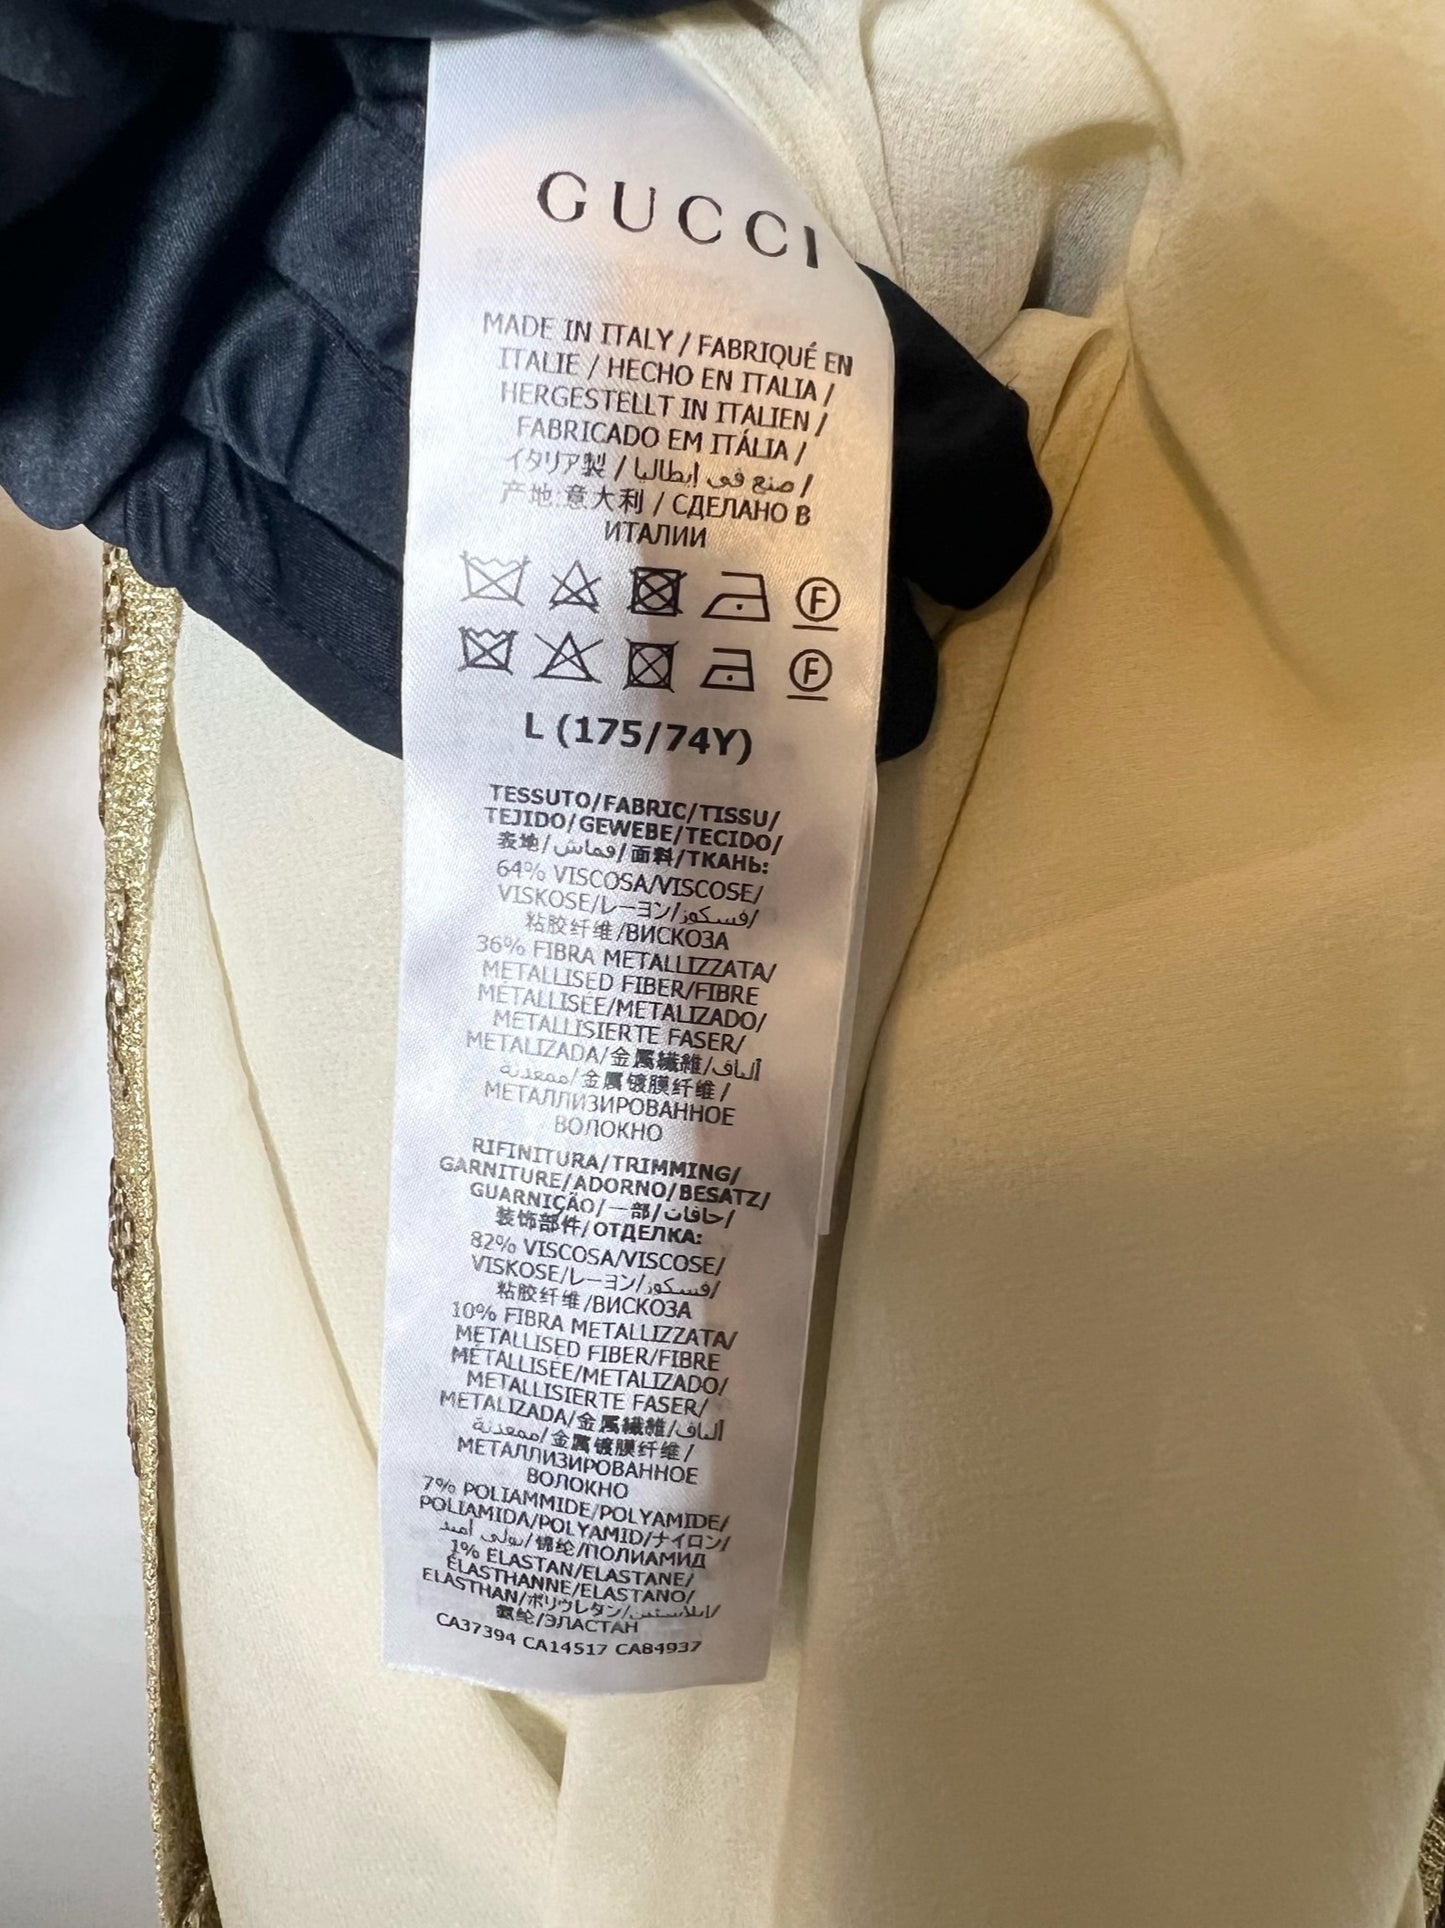 GUCCI
MADE IN ITALY / FABRIQUÉ EN
ITALIE / HECHO EN ITALIA /
HERGESTELLT IN ITALIEN /
FABRICADO EM ITÁLIA /
イタリア製 / صنع في إيطاليا /
产地:意大利 / СДЕЛАНО В
ИТАЛИИ
F
F
L (175/74Y)
TESSUTO/FABRIC/TISSU/
TEJIDO/GEWEBE/TECIDO/
表地/قماش/面料/ТКАНЬ:
64% VISCOSA/VISCOSE/
VISKOSE/レーヨン/فسكوز/
粘胶纤维/ВИСКОЗА
36% FIBRA METALLIZZATA/
METALLISED FIBER/FIBRE
MÉTALLISÉE/METALIZADO/
METALLISIERTE FASER/
METALIZADA/金属繊維/ألياف
ممعدنة/金属镀膜纤维/
МЕТАЛЛИЗИРОВАННОЕ
ВОЛОКНО
RIFINITURA/TRIMMING/
GARNITURE/ADORNO/BESATZ/
GUARNIÇÃO/一部/حافات/
装饰部件/ОТДЕЛКА:
82% VISCOSA/VISCOSE/
VISKOSE/レーヨン/فسكوز/
粘胶纤维/ВИСКОЗА
10% FIBRA METALLIZZATA/
METALLISED FIBER/FIBRE
MÉTALLISÉE/METALIZADO/
METALLISIERTE FASER/
METALIZADA/金属繊維/ألياف
ممعدنة/金属镀膜纤维/
МЕТАЛЛИЗИРОВАННОЕ
ВОЛОКНО
7% POLIAMMIDE/POLYAMIDE/
POLIAMIDA/POLYAMID/ナイロン/
بولي أميد/锦纶/ПОЛИАМИД
1% ELASTAN/ELASTANE/
ÉLASTHANNE/ELASTANO/
ELASTHAN/ポリウレタン/إيلاستين/
氨纶/ЭЛАСТАН
CA37394 CA14517 CA84937